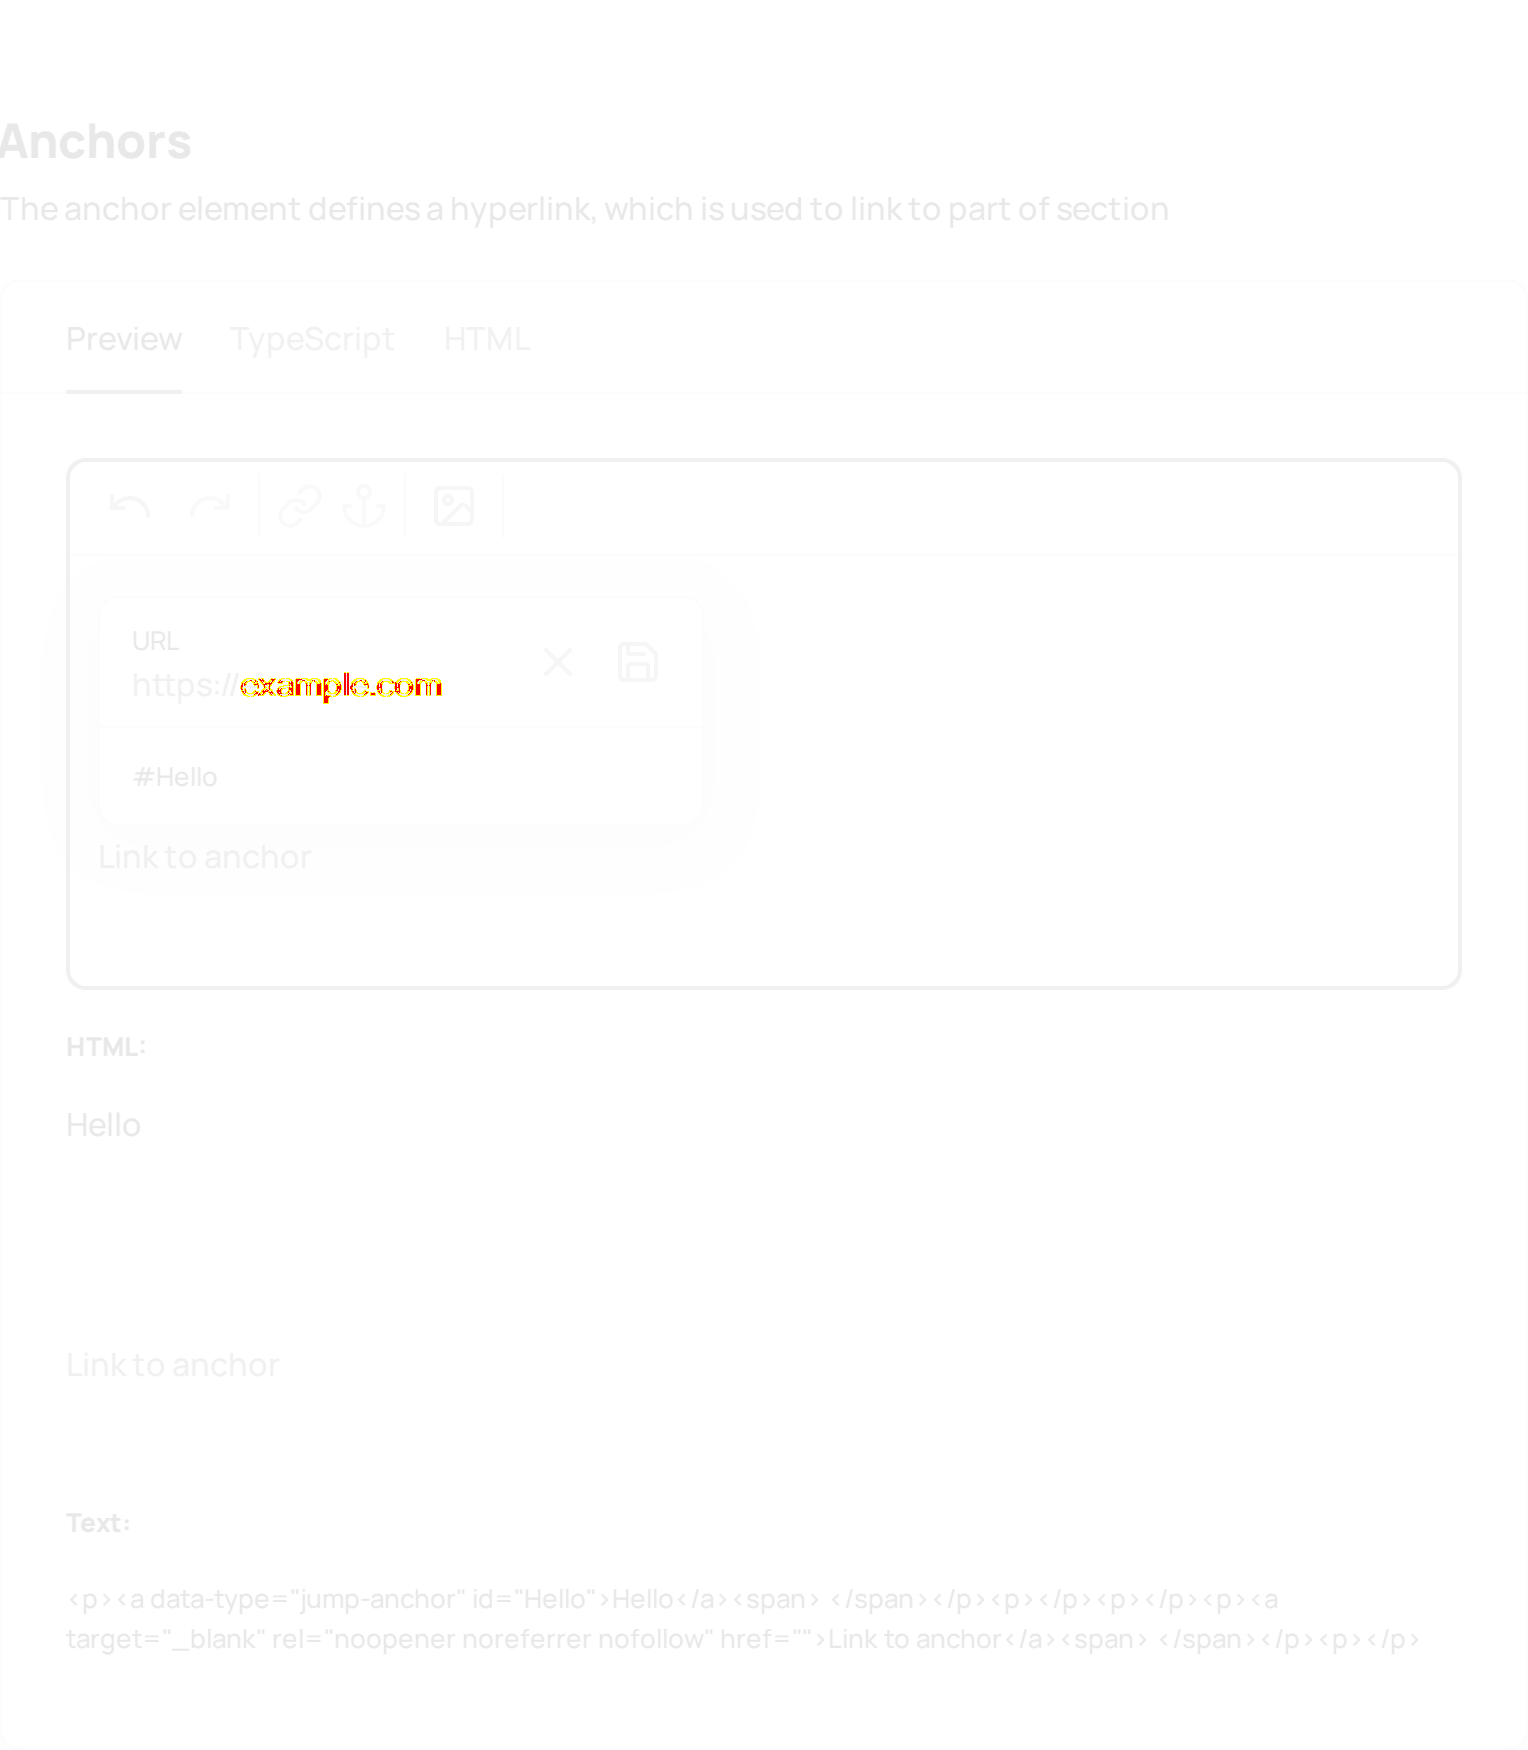 Anchors
The anchor element defines a hyperlink, which is used to link to part of section
Preview TypeScript HTML
URL
https://example.com
#Hello
Link to anchor
HTML:
Hello
Link to anchor
Text:
<p><a data-type="jump-anchor" id="Hello">Hello</a><span> </span></p><p></p><p></p><p><a
target="_blank" rel="noopener noreferrer nofollow" href="">Link to anchor</a><span> </span></p><p></p>